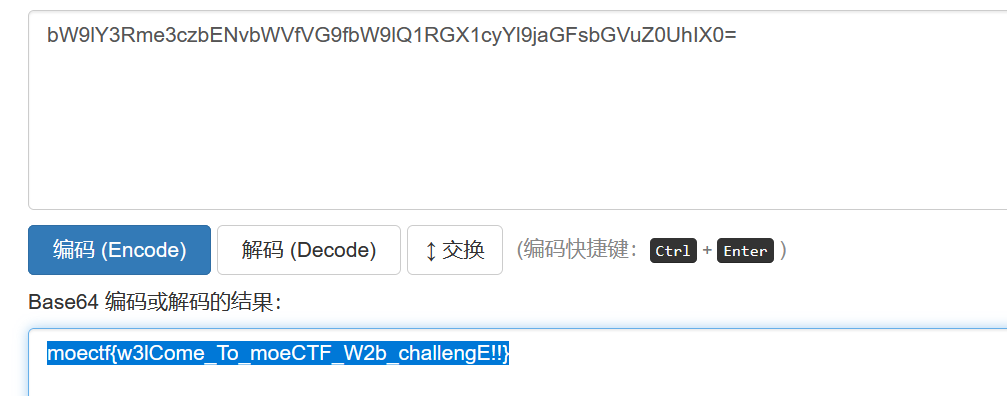 bW9lY3Rme3czbENvbWVfVG9fbW9lQ1RGX1cyYl9jaGFsbGVuZ0UhIX0=
编码 (Encode) 解码 (Decode) ↕ 交换 (编码快捷键： Ctrl + Enter )
Base64 编码或解码的结果：
moectf{w3lCome_To_moeCTF_W2b_challengE!!}